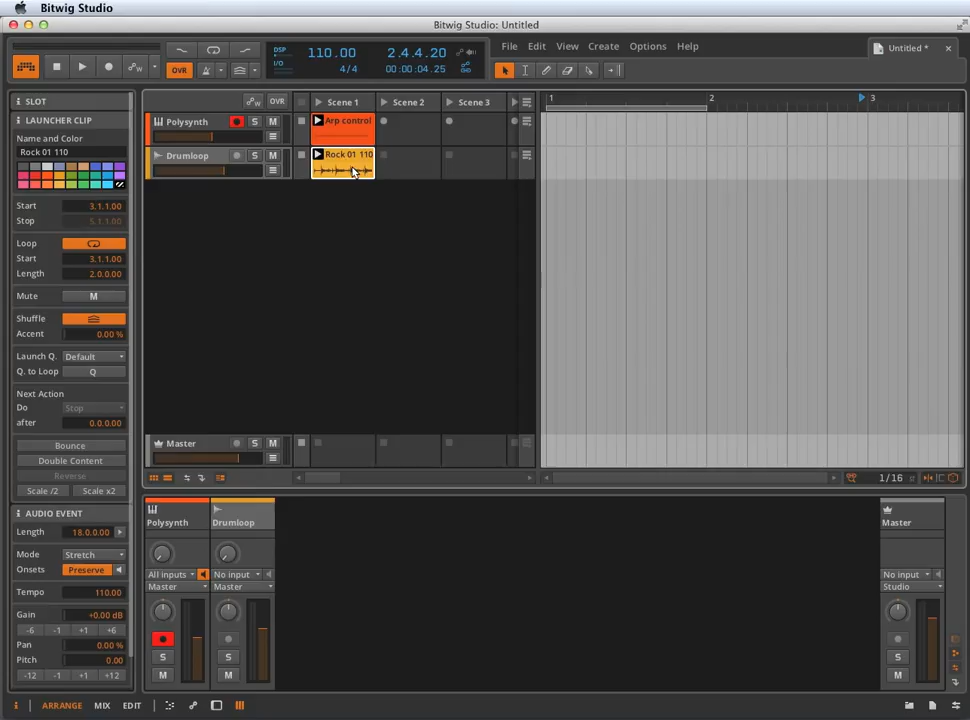 Bitwig Studio
Bitwig Studio: Untitled
OVR
DSP
I/O
110.00
4/4
2.4.4.20
00:00:04.25
File Edit View Create Options Help
Untitled *
SLOT
LAUNCHER CLIP
Name and Color
Rock 01 110
Start 3.1.1.00
Stop 5.1.1.00
Loop
Start 3.1.1.00
Length 2.0.0.00
Mute M
Shuffle
Accent 0.00 %
Launch Q. Default
Q. to Loop Q
Next Action
Do Stop
after 0.0.0.00
Bounce
Double Content
Reverse
Scale /2 Scale x2
AUDIO EVENT
Length 18.0.0.00
Mode Stretch
Onsets Preserve
Tempo 110.00
Gain +0.00 dB
-6 -1 +1 +6
Pan 0.00 %
Pitch 0.00
-12 -1 +1 +12
OVR Scene 1 Scene 2 Scene 3
Polysynth S M Arp control
Drumloop S M Rock 01 110
Master S M
1 2 3
1/16
Polysynth
All inputs
Master
S
M
Drumloop
No input
Master
S
M
Master
No input
Studio
S
M
i ARRANGE MIX EDIT